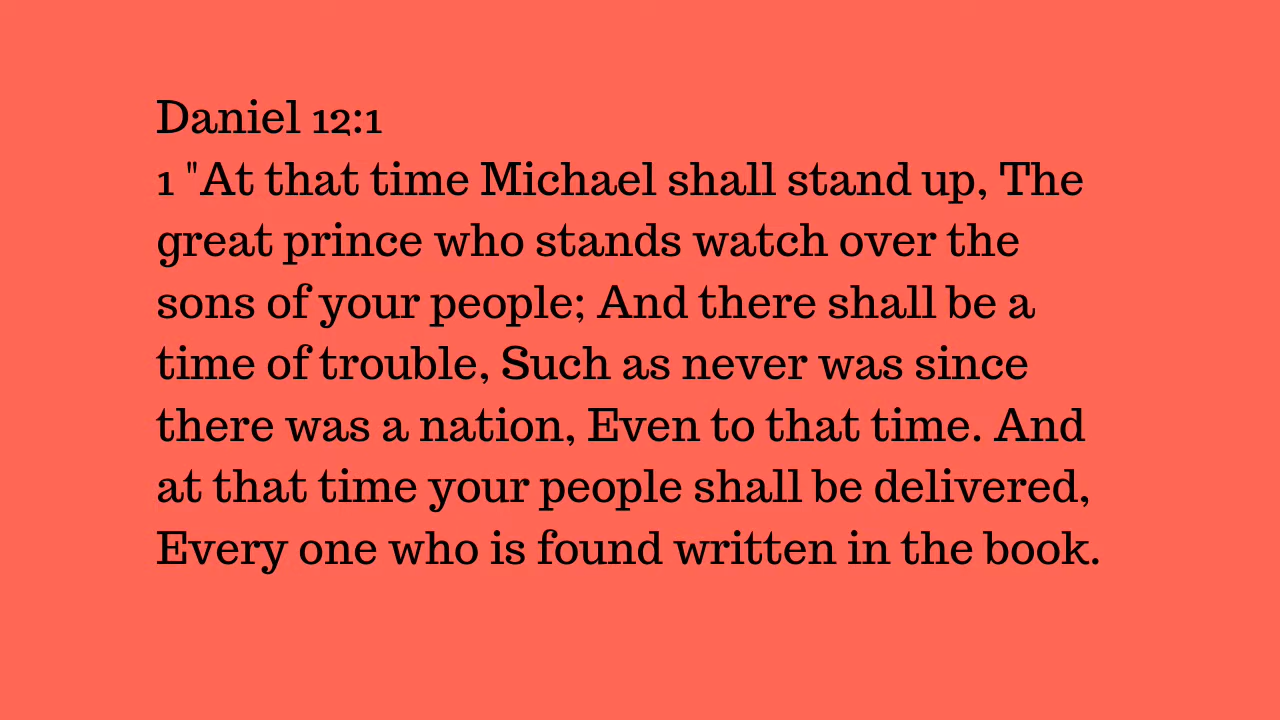 Daniel 12:1
1 "At that time Michael shall stand up, The
great prince who stands watch over the
sons of your people; And there shall be a
time of trouble, Such as never was since
there was a nation, Even to that time. And
at that time your people shall be delivered,
Every one who is found written in the book.